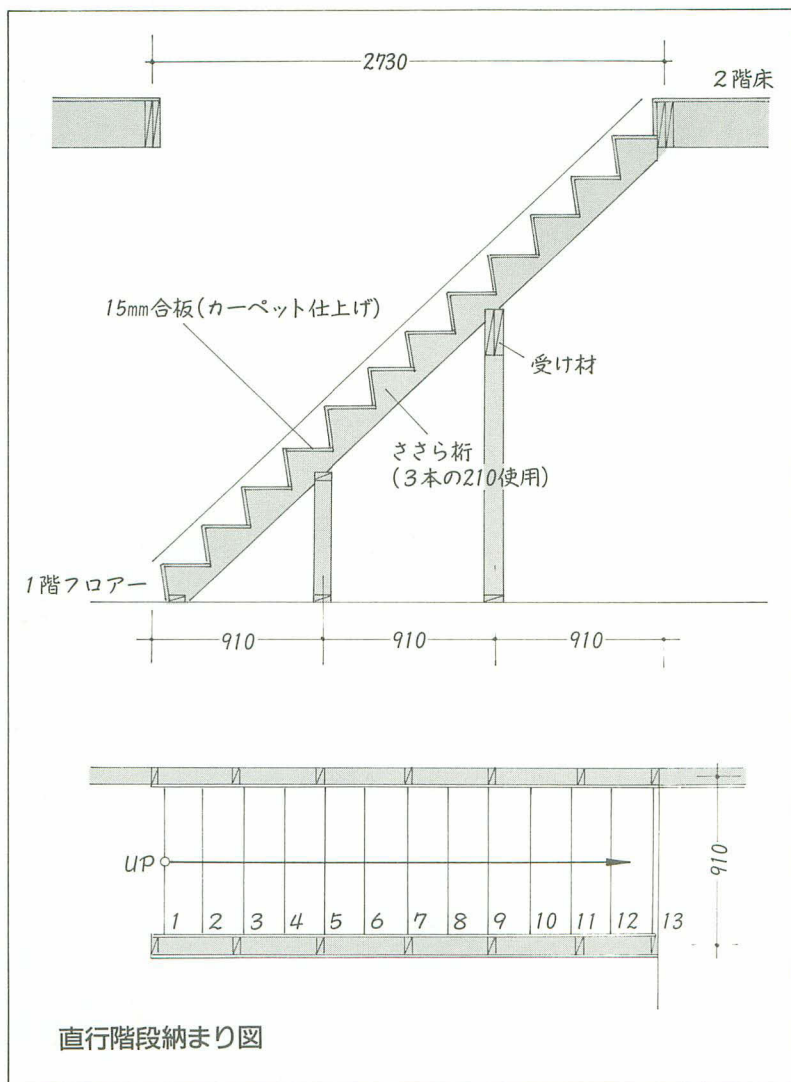 2730
2階床
15mm合板(カーペット仕上げ)
受け材
ささら桁
(3本の210使用)
1階フロアー
910
910
910
UP
910
1 2 3 4 5 6 7 8 9 10 11 12 13
直行階段納まり図